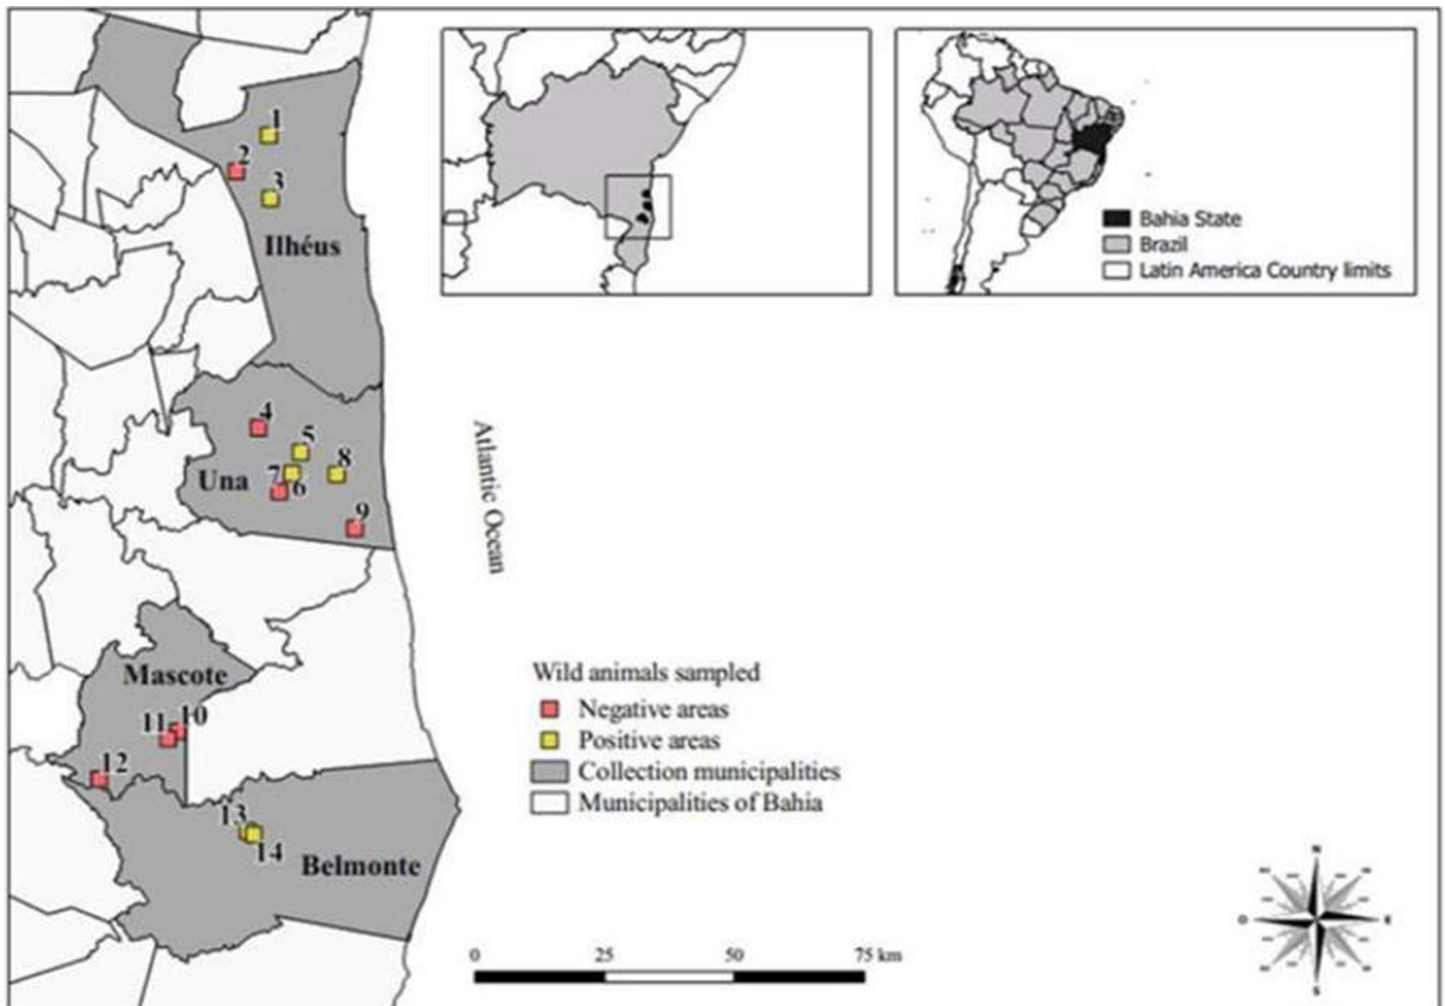 1
2
3
Ilhéus
Bahia State
Brazil
Latin America Country limits
4
5
8
7
6
Una
9
Atlantic Ocean
Mascote
11
10
12
Wild animals sampled
Negative areas
Positive areas
Collection municipalities
Municipalities of Bahia
13
14
Belmonte
0 25 50 75 km
N
O
E
S